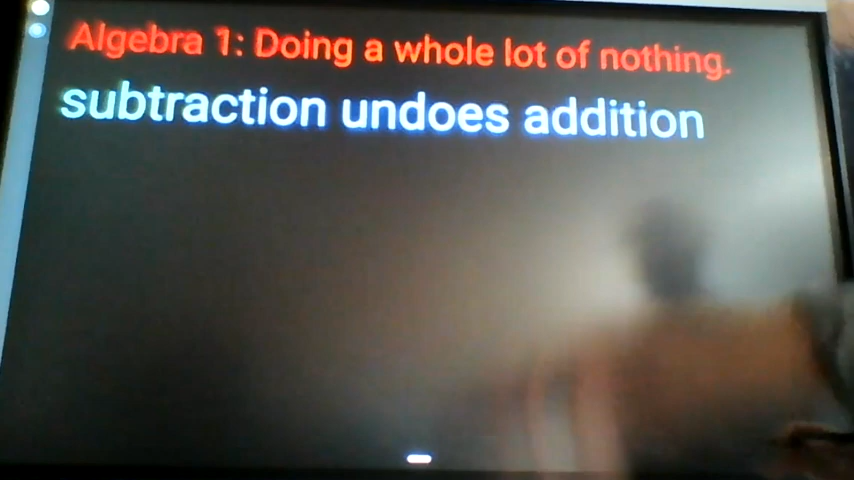 Algebra 1: Doing a whole lot of nothing.
subtraction undoes addition